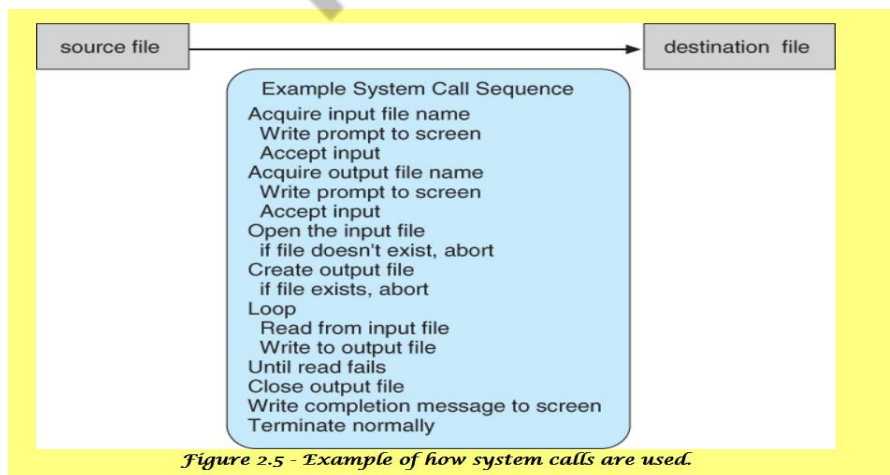 source file
destination file
Example System Call Sequence
Acquire input file name
Write prompt to screen
Accept input
Acquire output file name
Write prompt to screen
Accept input
Open the input file
if file doesn't exist, abort
Create output file
if file exists, abort
Loop
Read from input file
Write to output file
Until read fails
Close output file
Write completion message to screen
Terminate normally
Figure 2.5 - Example of how system calls are used.